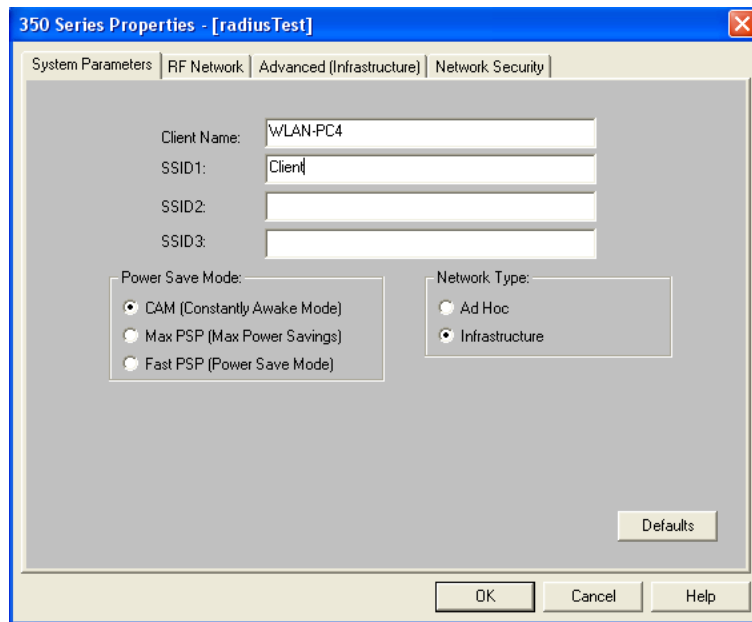 350 Series Properties - [radiusTest]
System Parameters RF Network Advanced (Infrastructure) Network Security
Client Name: WLAN-PC4
SSID1: Client
SSID2:
SSID3:
Power Save Mode:
CAM (Constantly Awake Mode)
Max PSP (Max Power Savings)
Fast PSP (Power Save Mode)
Network Type:
Ad Hoc
Infrastructure
Defaults
OK Cancel Help